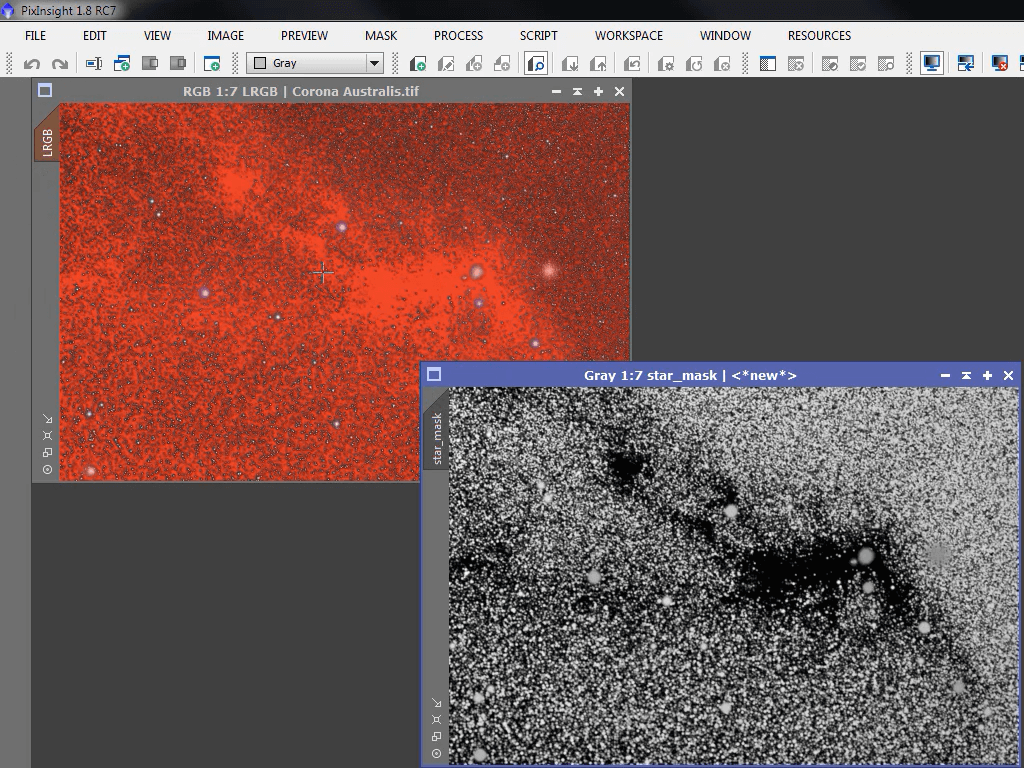 PixInsight 1.8 RC7
FILE EDIT VIEW IMAGE PREVIEW MASK PROCESS SCRIPT WORKSPACE WINDOW RESOURCES
Gray
RGB 1:7 LRGB | Corona Australis.tif
LRGB
Gray 1:7 star_mask | <*new*>
star_mask